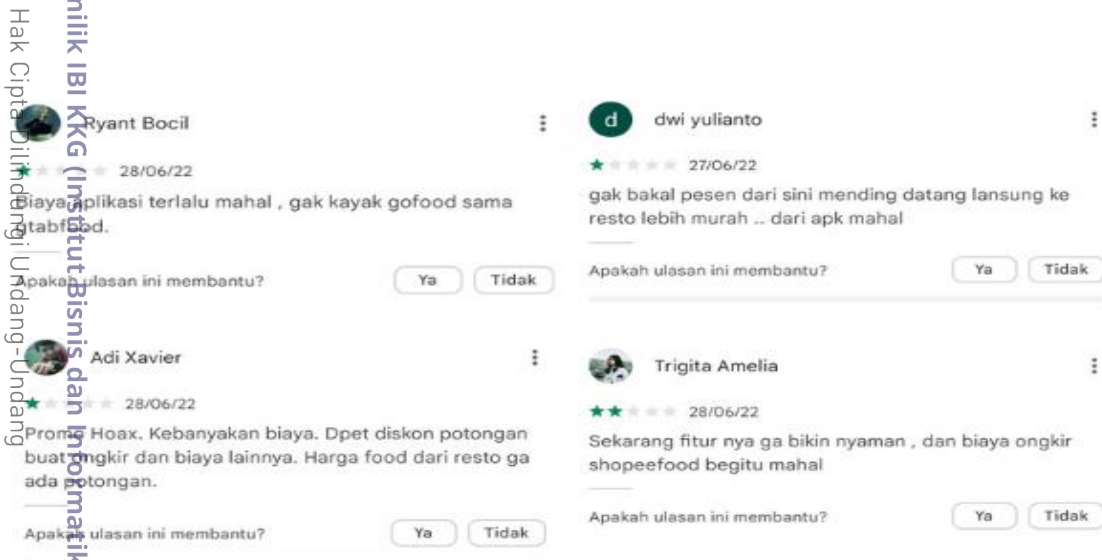 Hak Cipta Dilindungi Undang-Undang
milik IBI KKG (Institut Bisnis dan Informatik
Ryant Bocil
28/06/22
Biaya aplikasi terlalu mahal , gak kayak gofood sama
gtabfood.
Apakah ulasan ini membantu?
Ya
Tidak
Adi Xavier
28/06/22
Promo Hoax. Kebanyakan biaya. Dpet diskon potongan
buat ongkir dan biaya lainnya. Harga food dari resto ga
ada potongan.
Apakah ulasan ini membantu?
Ya
Tidak
d
dwi yulianto
27/06/22
gak bakal pesen dari sini mending datang lansung ke
resto lebih murah .. dari apk mahal
Apakah ulasan ini membantu?
Ya
Tidak
Trigita Amelia
28/06/22
Sekarang fitur nya ga bikin nyaman , dan biaya ongkir
shopeefood begitu mahal
Apakah ulasan ini membantu?
Ya
Tidak